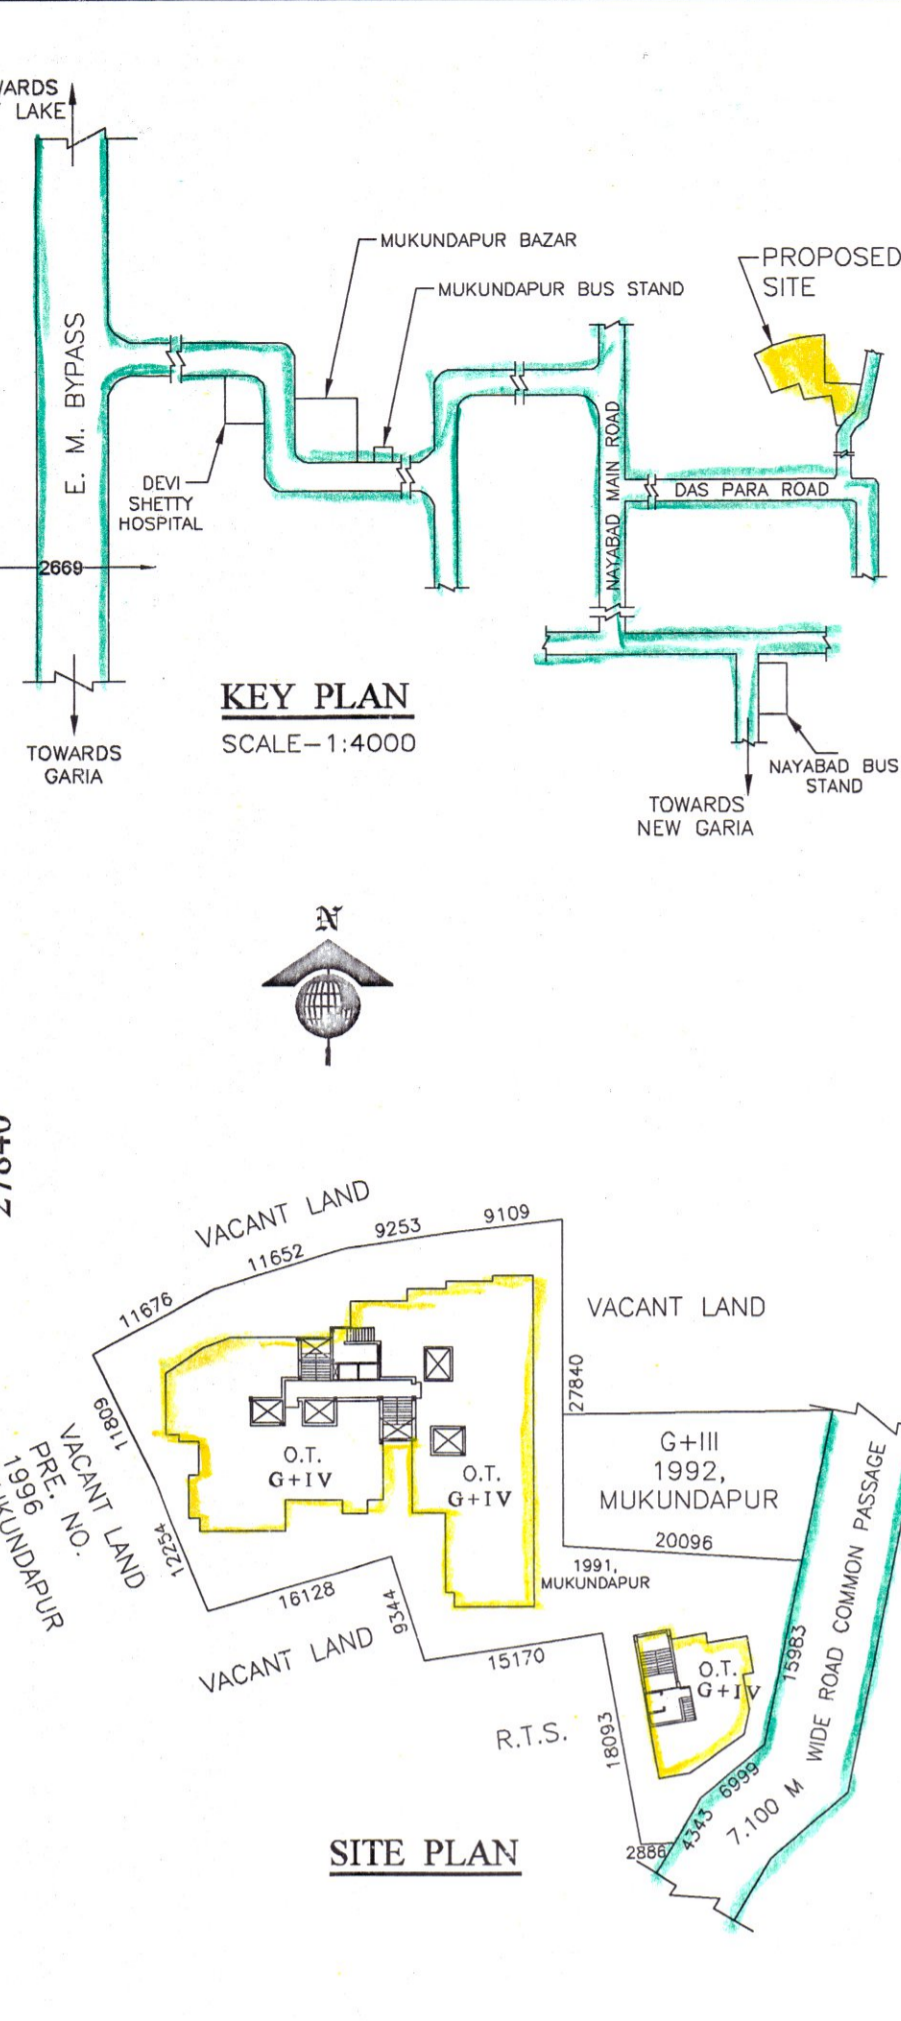 LAKE
MUKUNDAPUR BAZAR
MUKUNDAPUR BUS STAND
PROPOSED
SITE
E. M. BYPASS
DEVI
SHETTY
HOSPITAL
NAYABAD MAIN ROAD
DAS PARA ROAD
2669
KEY PLAN
SCALE-1:4000
TOWARDS
GARIA
NAYABAD BUS
STAND
TOWARDS
NEW GARIA
N
27840
VACANT LAND
9109
9253
11652
11676
VACANT LAND
27840
11809
VACANT LAND
PRE. NO.
1996
G+III
1992,
MUKUNDAPUR
O.T.
G+IV
O.T.
G+IV
20096
1991,
MUKUNDAPUR
12254
16128
9344
VACANT LAND
15170
O.T.
G+IV
15983
7.100 M WIDE ROAD COMMON PASSAGE
R.T.S.
18093
6999
4343
2886
SITE PLAN